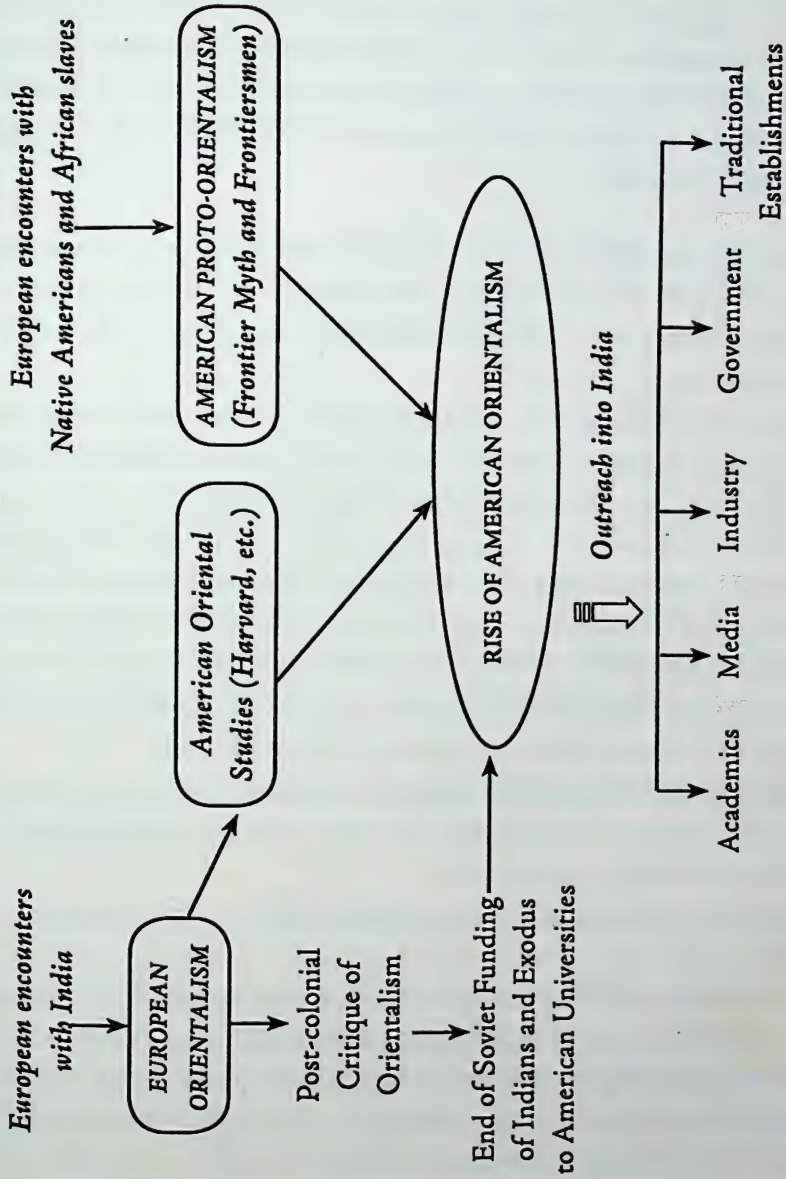 European encounters
with India
EUROPEAN
ORIENTALISM
Post-colonial
Critique of
Orientalism
End of Soviet Funding
of Indians and Exodus
to American Universities
American Oriental
Studies (Harvard, etc.)
European encounters with
Native Americans and African slaves
AMERICAN PROTO-ORIENTALISM
(Frontier Myth and Frontiersmen)
RISE OF AMERICAN ORIENTALISM
Outreach into India
Academics
Media
Industry
Government
Traditional
Establishments